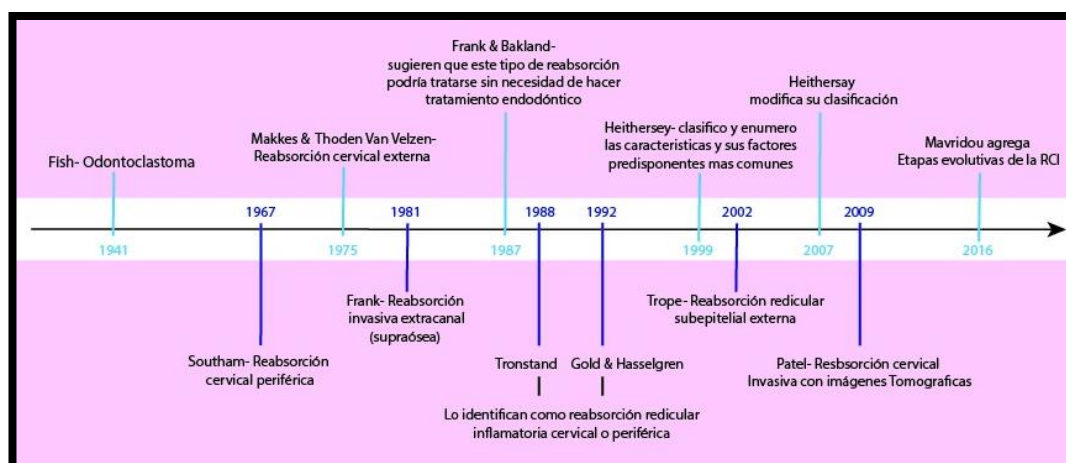 Frank & Bakland-
sugieren que este tipo de reabsorción
podría tratarse sin necesidad de hacer
tratamiento endodóntico
Heithersay
modifica su clasificación
Makkes & Thoden Van Velzen-
Reabsorción cervical externa
Heithersey- clasifico y enumero
las caracteristicas y sus factores
predisponentes mas comunes
Fish- Odontoclastoma
Mavridou agrega
Etapas evolutivas de la RCI
1967
1981
1988
1992
2002
2009
1941
1975
1987
1999
2007
2016
Frank- Reabsorción
invasiva extracanal
(supraósea)
Trope- Reabsorción redicular
subepitelial externa
Southam- Reabsorción
cervical periférica
Tronstand
Gold & Hasselgren
Patel- Resbsorción cervical
Invasiva con imágenes Tomograficas
Lo identifican como reabsorción redicular
inflamatoria cervical o periférica